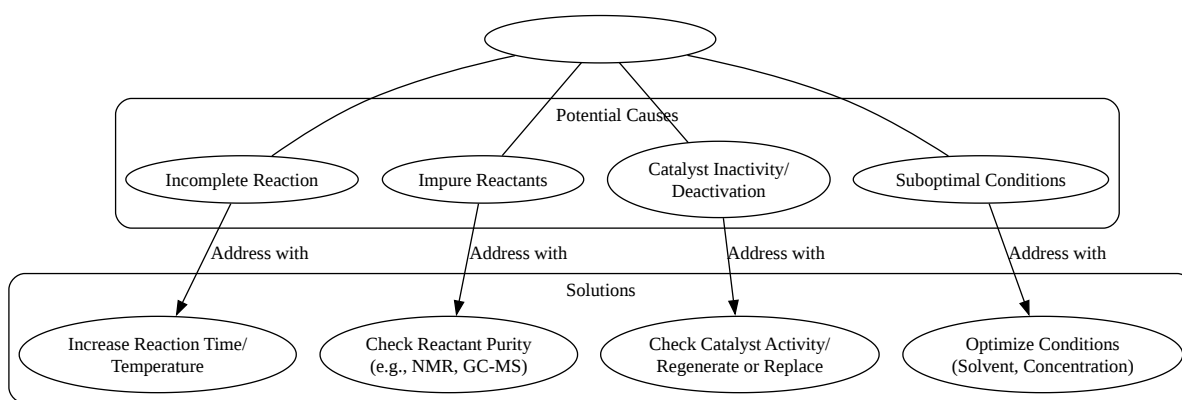 Potential Causes
Incomplete Reaction
Impure Reactants
Catalyst Inactivity/
Deactivation
Suboptimal Conditions
Address with
Address with
Address with
Address with
Solutions
Increase Reaction Time/
Temperature
Check Reactant Purity
(e.g., NMR, GC-MS)
Check Catalyst Activity/
Regenerate or Replace
Optimize Conditions
(Solvent, Concentration)